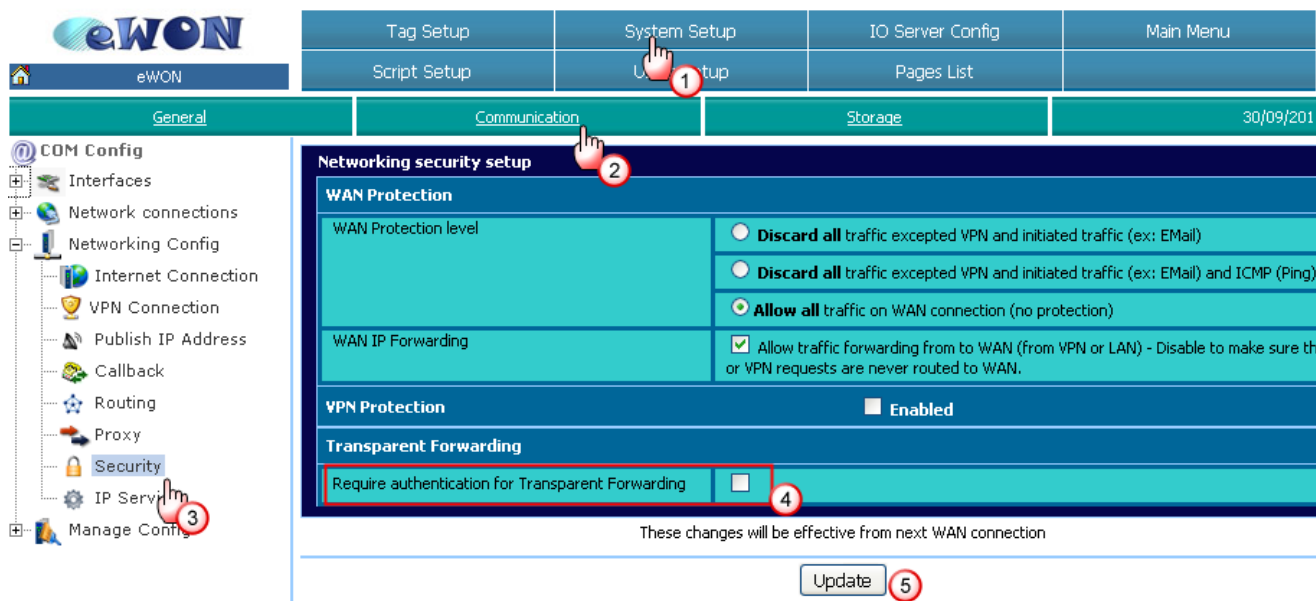 eWON
Tag Setup
System Setup
IO Server Config
Main Menu
eWON
Script Setup
1
Pages List
General
Communication
Storage
30/09/201
2
COM Config
Interfaces
Network connections
Networking Config
Internet Connection
VPN Connection
Publish IP Address
Callback
Routing
Proxy
Security
IP Servi
3
Manage Config
Networking security setup
WAN Protection
WAN Protection level
Discard all traffic excepted VPN and initiated traffic (ex: EMail)
Discard all traffic excepted VPN and initiated traffic (ex: EMail) and ICMP (Ping)
Allow all traffic on WAN connection (no protection)
WAN IP Forwarding
Allow traffic forwarding from to WAN (from VPN or LAN) - Disable to make sure th
or VPN requests are never routed to WAN.
VPN Protection
Enabled
Transparent Forwarding
Require authentication for Transparent Forwarding
4
These changes will be effective from next WAN connection
Update
5